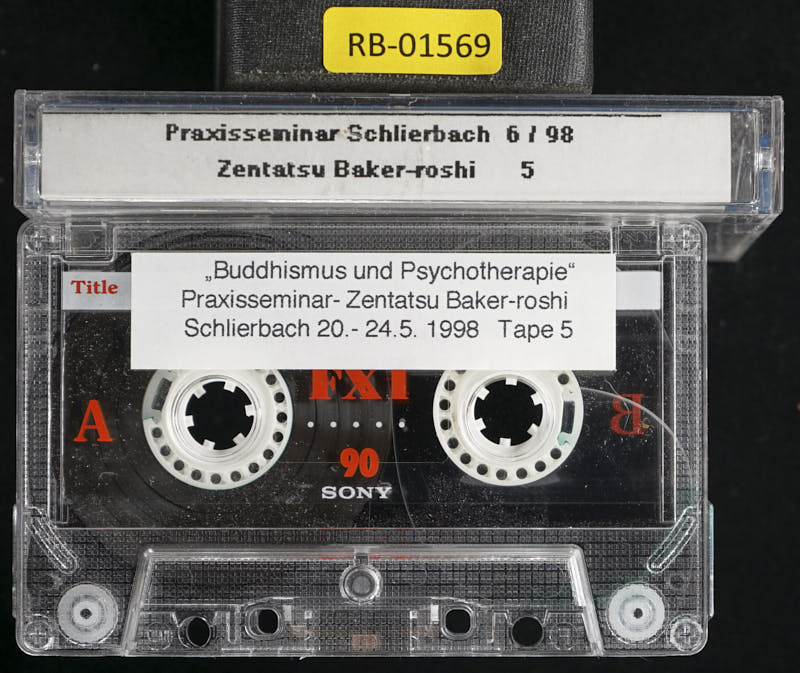 RB-01569
Praxisseminar Schlierbach 6 / 98
Zentatsu Baker-roshi 5
„Buddhismus und Psychotherapie“
Title
Praxisseminar- Zentatsu Baker-roshi
Schlierbach 20.- 24.5. 1998 Tape 5
FX1
A
B
90
SONY